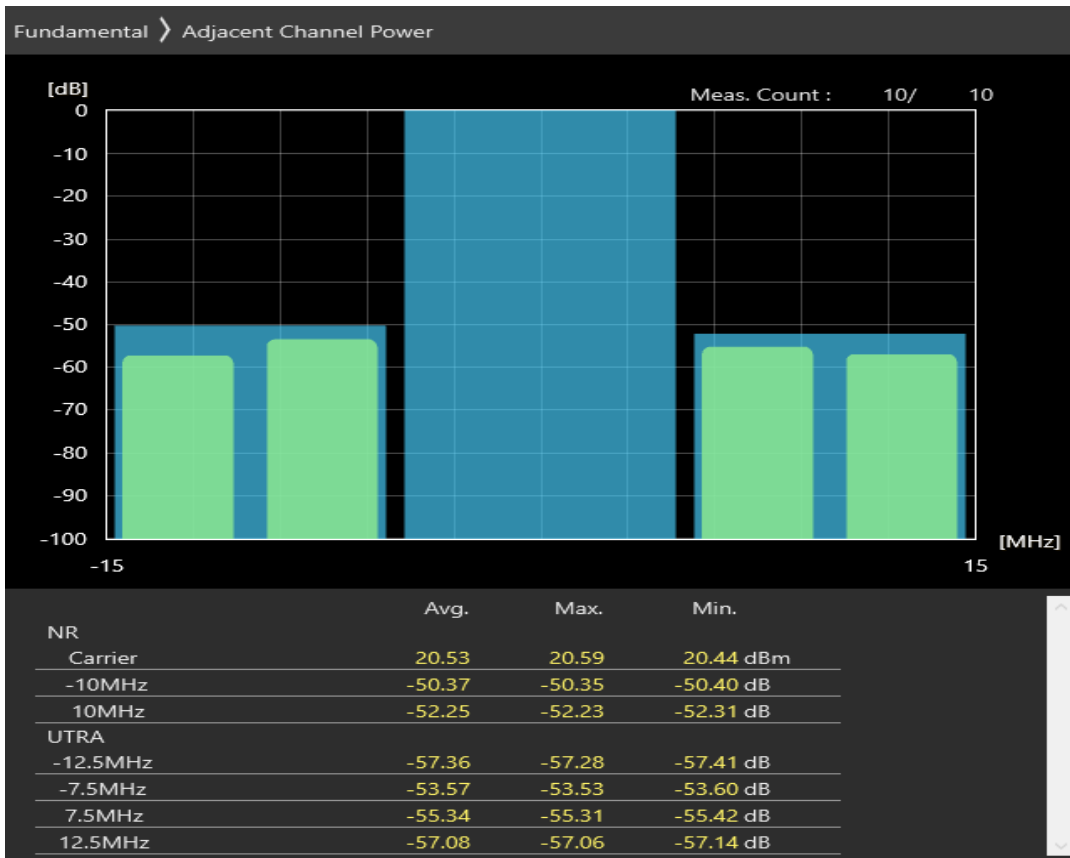 Fundamental 〉 Adjacent Channel Power
[dB]
Meas. Count : 10/ 10
0
-10
-20
-30
-40
-50
-60
-70
-80
-90
-100
[MHz]
-15 15
Avg. Max. Min.
NR
Carrier 20.53 20.59 20.44 dBm
-10MHz -50.37 -50.35 -50.40 dB
10MHz -52.25 -52.23 -52.31 dB
UTRA
-12.5MHz -57.36 -57.28 -57.41 dB
-7.5MHz -53.57 -53.53 -53.60 dB
7.5MHz -55.34 -55.31 -55.42 dB
12.5MHz -57.08 -57.06 -57.14 dB